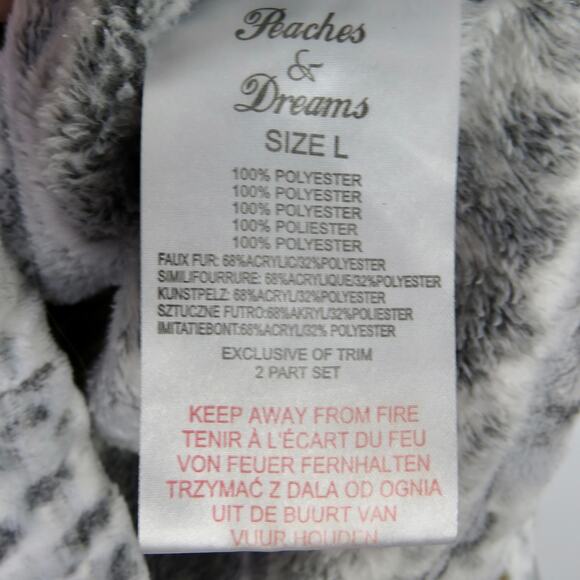 Peaches
&
Dreams
SIZE L
100% POLYESTER
100% POLYESTER
100% POLYESTER
100% POLIESTER
100% POLYESTER
FAUX FUR: 68%ACRYLIC/32%POLYESTER
SIMILIFOURRURE: 68%ACRYLIQUE/32%POLYESTER
KUNSTPELZ: 68%ACRYL/32% POLYESTER
SZTUCZNE FUTRO:68%AKRYL/32%POLIESTER
IMITATIEBONT:68%ACRYL/32% POLYESTER
EXCLUSIVE OF TRIM
2 PART SET
KEEP AWAY FROM FIRE
TENIR À L'ÉCART DU FEU
VON FEUER FERNHALTEN
TRZYMAĆ Z DALA OD OGNIA
UIT DE BUURT VAN
VUUR HOUDEN